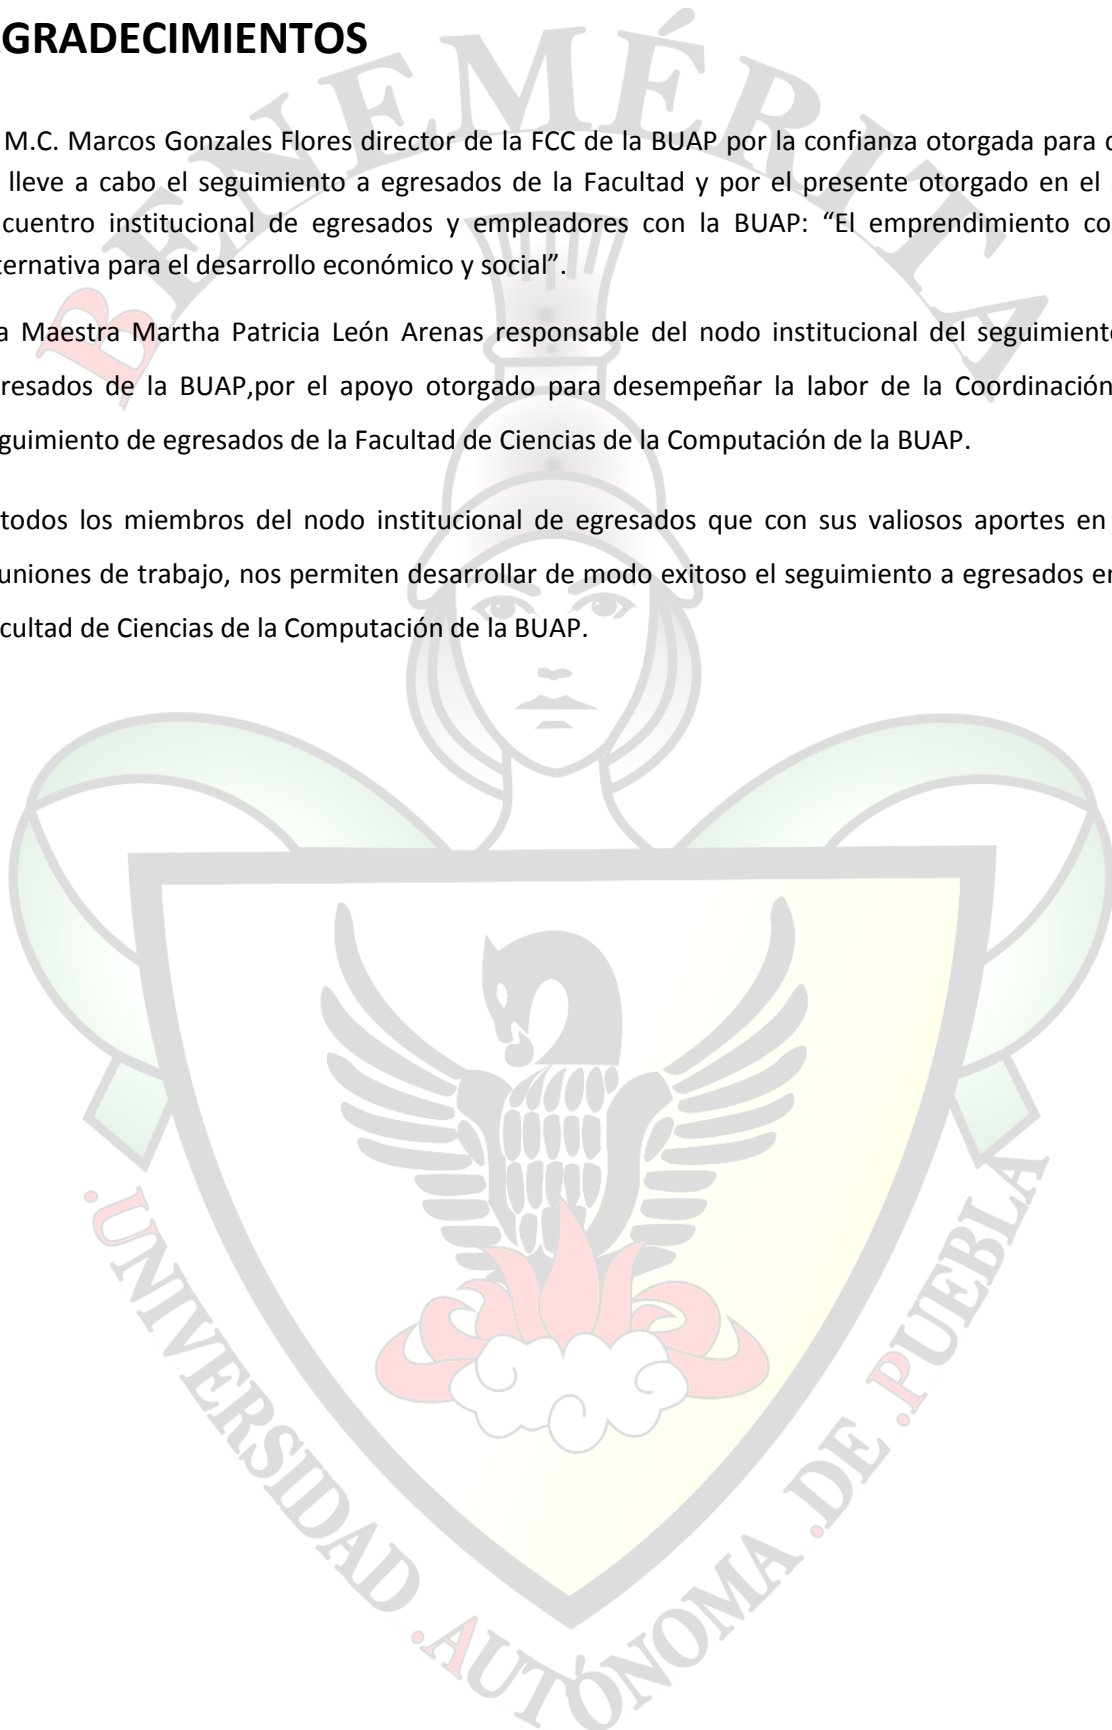 GRADECIMIENTOS
M.C. Marcos Gonzales Flores director de la FCC de la BUAP por la confianza otorgada para
lleve a cabo el seguimiento a egresados de la Facultad y por el presente otorgado en el
cuentro institucional de egresados y empleadores con la BUAP: “El emprendimiento co
ternativa para el desarrollo económico y social”.
a Maestra Martha Patricia León Arenas responsable del nodo institucional del seguimient
resados de la BUAP,por el apoyo otorgado para desempeñar la labor de la Coordinación
guimiento de egresados de la Facultad de Ciencias de la Computación de la BUAP.
todos los miembros del nodo institucional de egresados que con sus valiosos aportes en
uniones de trabajo, nos permiten desarrollar de modo exitoso el seguimiento a egresados en
cultad de Ciencias de la Computación de la BUAP.
BENEMÉRITA
.UNIVERSIDAD .AUTÓNOMA .DE .PUEBLA